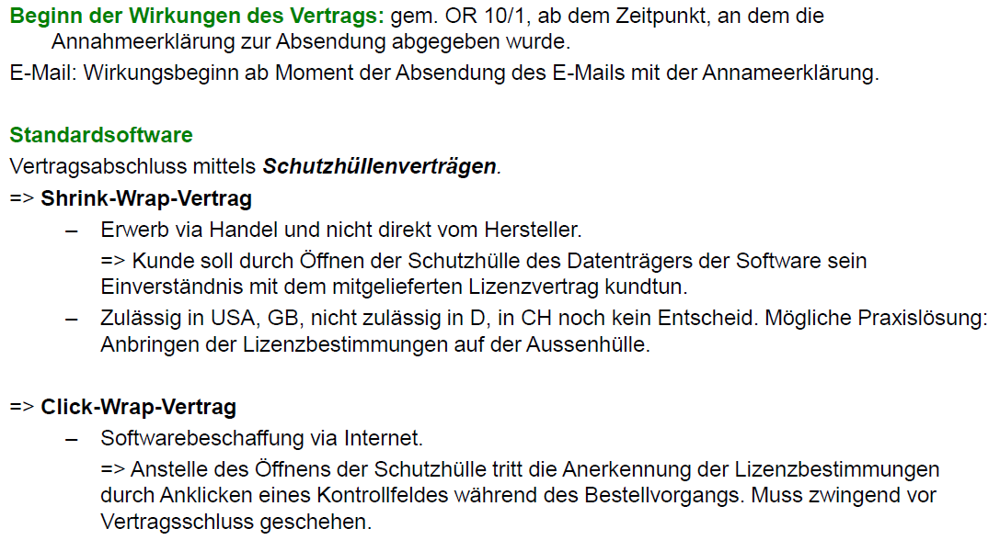 Beginn der Wirkungen des Vertrags: gem. OR 10/1, ab dem Zeitpunkt, an dem die
Annahmeerklärung zur Absendung abgegeben wurde.
E-Mail: Wirkungsbeginn ab Moment der Absendung des E-Mails mit der Annameerklärung.
Standardsoftware
Vertragsabschluss mittels Schutzhüllenverträgen.
=> Shrink-Wrap-Vertrag
– Erwerb via Handel und nicht direkt vom Hersteller.
=> Kunde soll durch Öffnen der Schutzhülle des Datenträgers der Software sein
Einverständnis mit dem mitgelieferten Lizenzvertrag kundtun.
– Zulässig in USA, GB, nicht zulässig in D, in CH noch kein Entscheid. Mögliche Praxislösung:
Anbringen der Lizenzbestimmungen auf der Aussenhülle.
=> Click-Wrap-Vertrag
– Softwarebeschaffung via Internet.
=> Anstelle des Öffnens der Schutzhülle tritt die Anerkennung der Lizenzbestimmungen
durch Anklicken eines Kontrollfeldes während des Bestellvorgangs. Muss zwingend vor
Vertragsschluss geschehen.